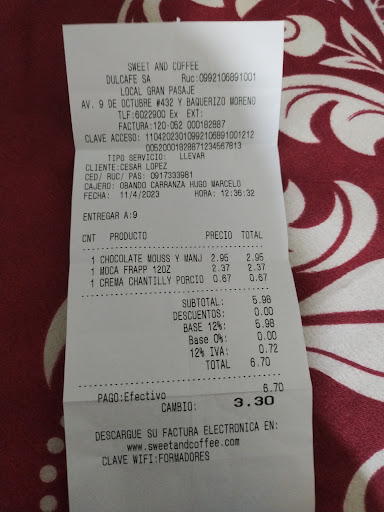 SWEET AND COFFEE
DULCAFE SA Ruc:0992106891001
LOCAL GRAN PASAJE
AV. 9 DE OCTUBRE #432 Y BAQUERIZO MORENO
TLF:6022900 Ex EXT:
FACTURA:120-052 000182887
CLAVE ACCESO: 1104202301099210689100121 2
00520001828871234567813
TIPO SERVICIO: LLEVAR
CLIENTE:CESAR LOPEZ
CED/ RUC/ PAS: 0917333981
CAJERO: OBANDO CARRANZA HUGO MARCELO
FECHA: 11/4/2023 HORA: 12:36:32
ENTREGAR A:9
CNT PRODUCTO PRECIO TOTAL
1 CHOCOLATE MOUSS Y MANJ 2.95 2.95
1 MOCA FRAPP 12OZ 2.37 2.37
1 CREMA CHANTILLY PORCIO 0.67 0.67
SUBTOTAL: 5.98
DESCUENTOS: 0.00
BASE 12%: 5.98
Base 0%: 0.00
12% IVA: 0.72
TOTAL 6.70
PAGO:Efectivo 6.70
CAMBIO: 3.30
DESCARGUE SU FACTURA ELECTRONICA EN:
www.sweetandcoffee.com
CLAVE WIFI:FORMADORES